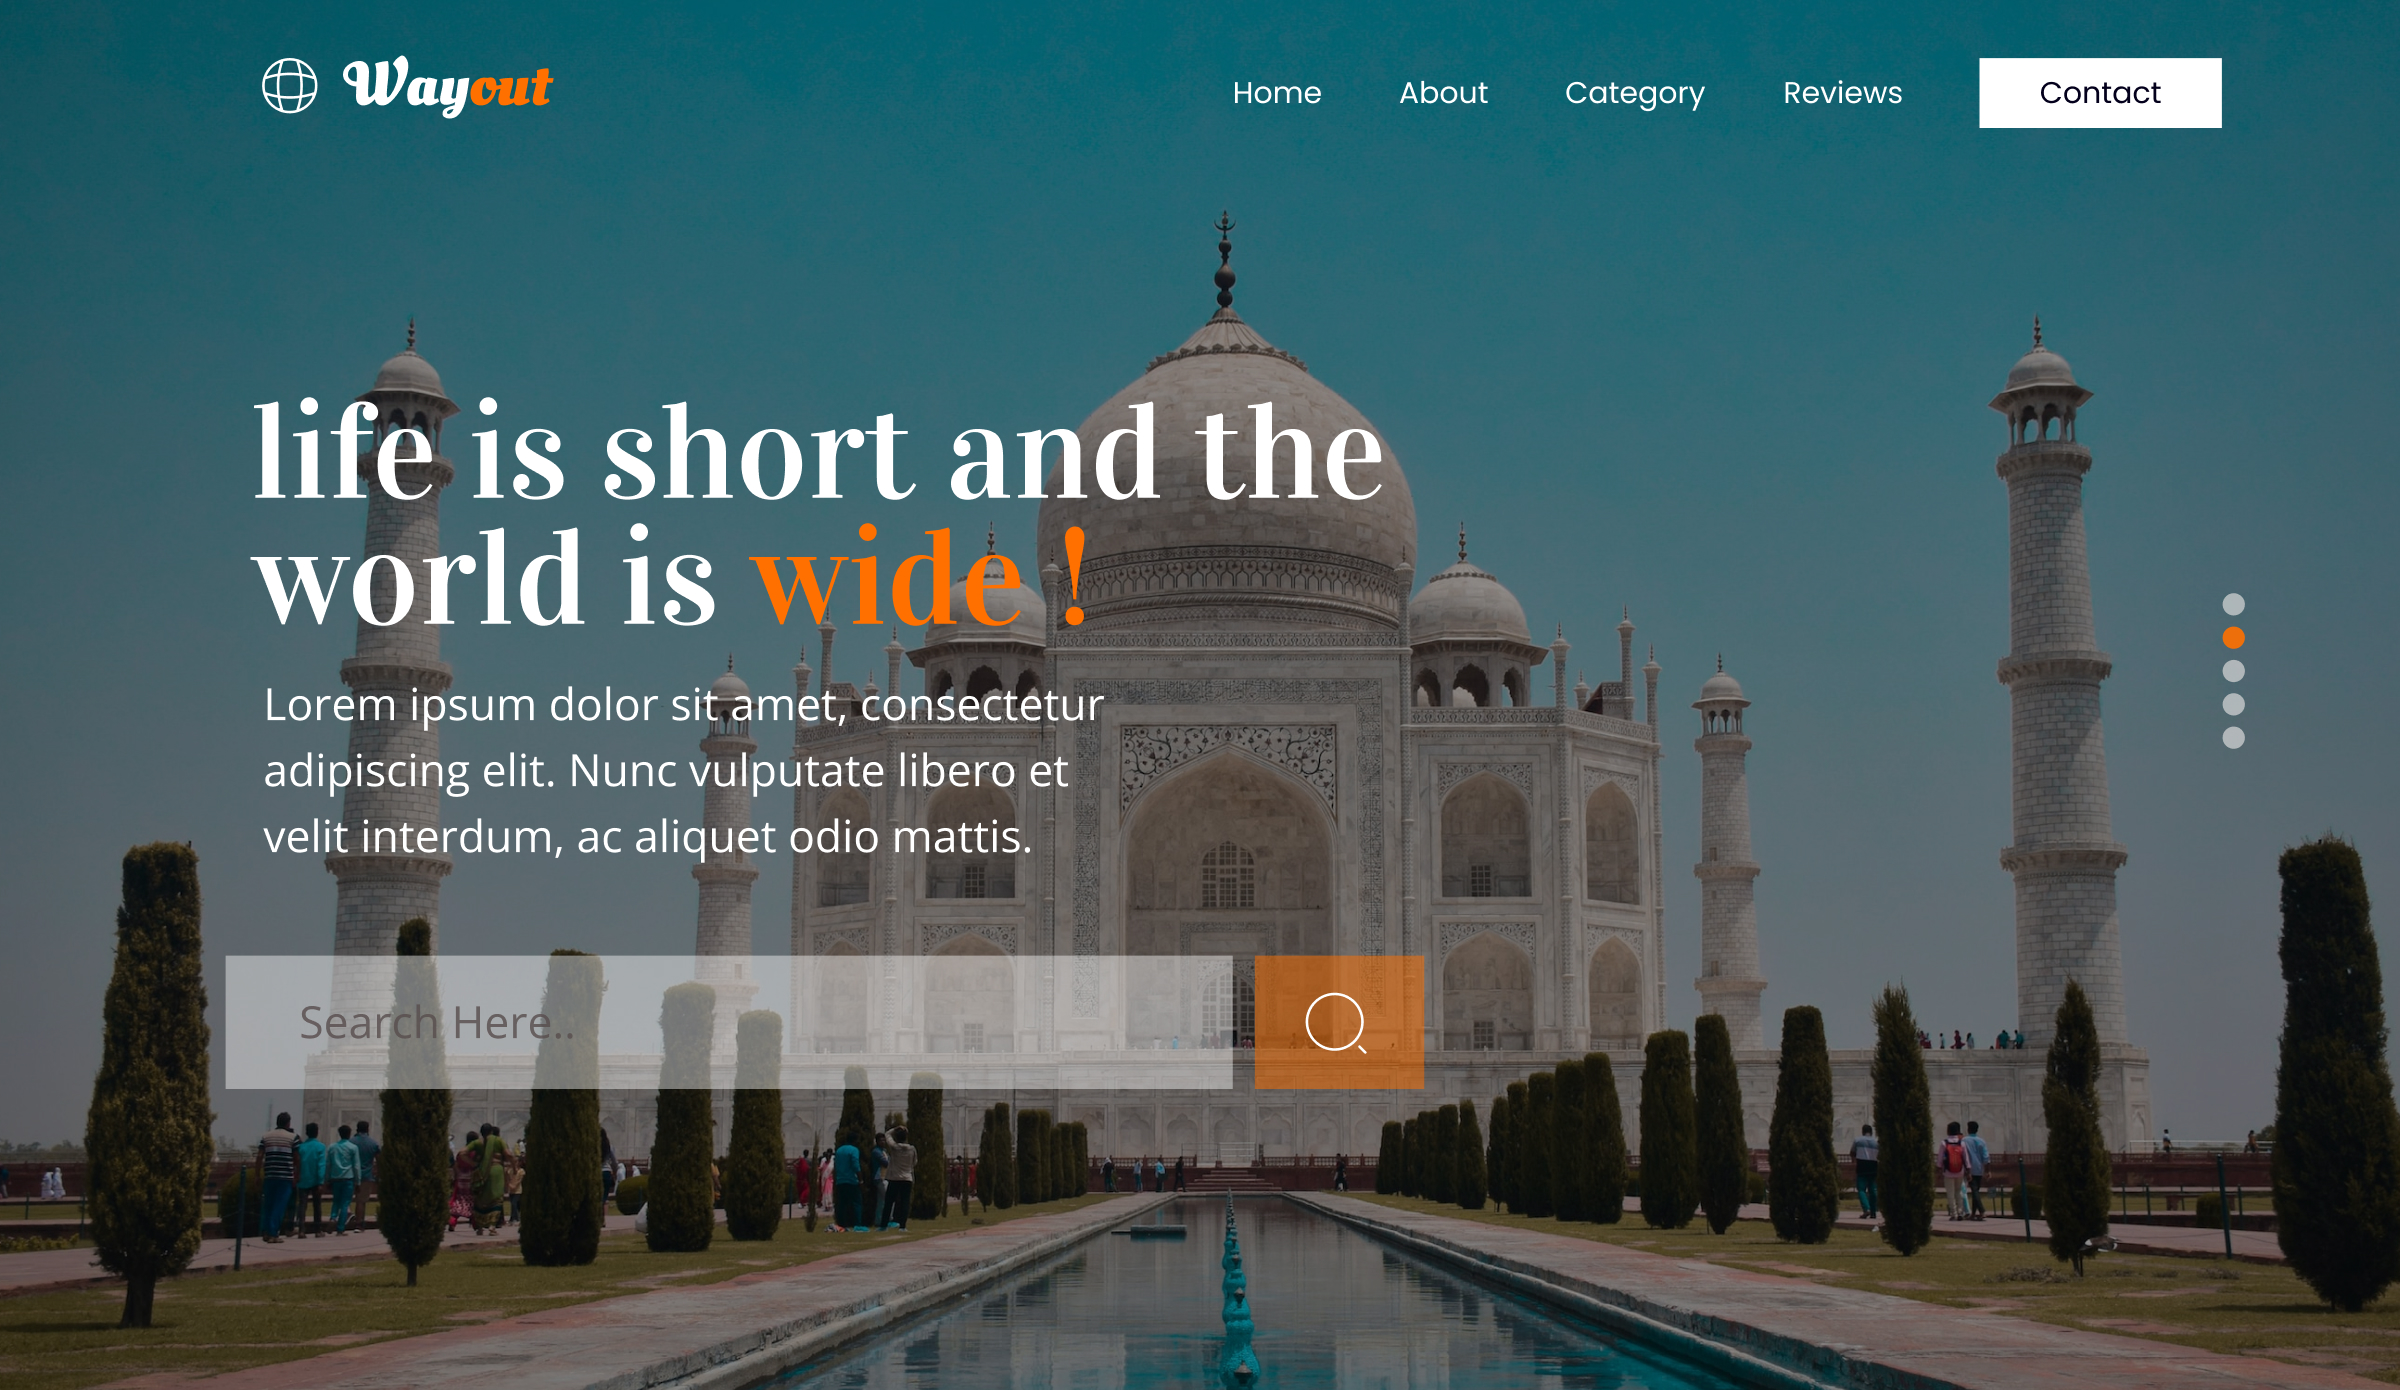 Wayout
Home
About
Category
Reviews
Contact
life is short and the
world is wide !
Lorem ipsum dolor sit amet, consectetur
adipiscing elit. Nunc vulputate libero et
velit interdum, ac aliquet odio mattis.
Search Here..